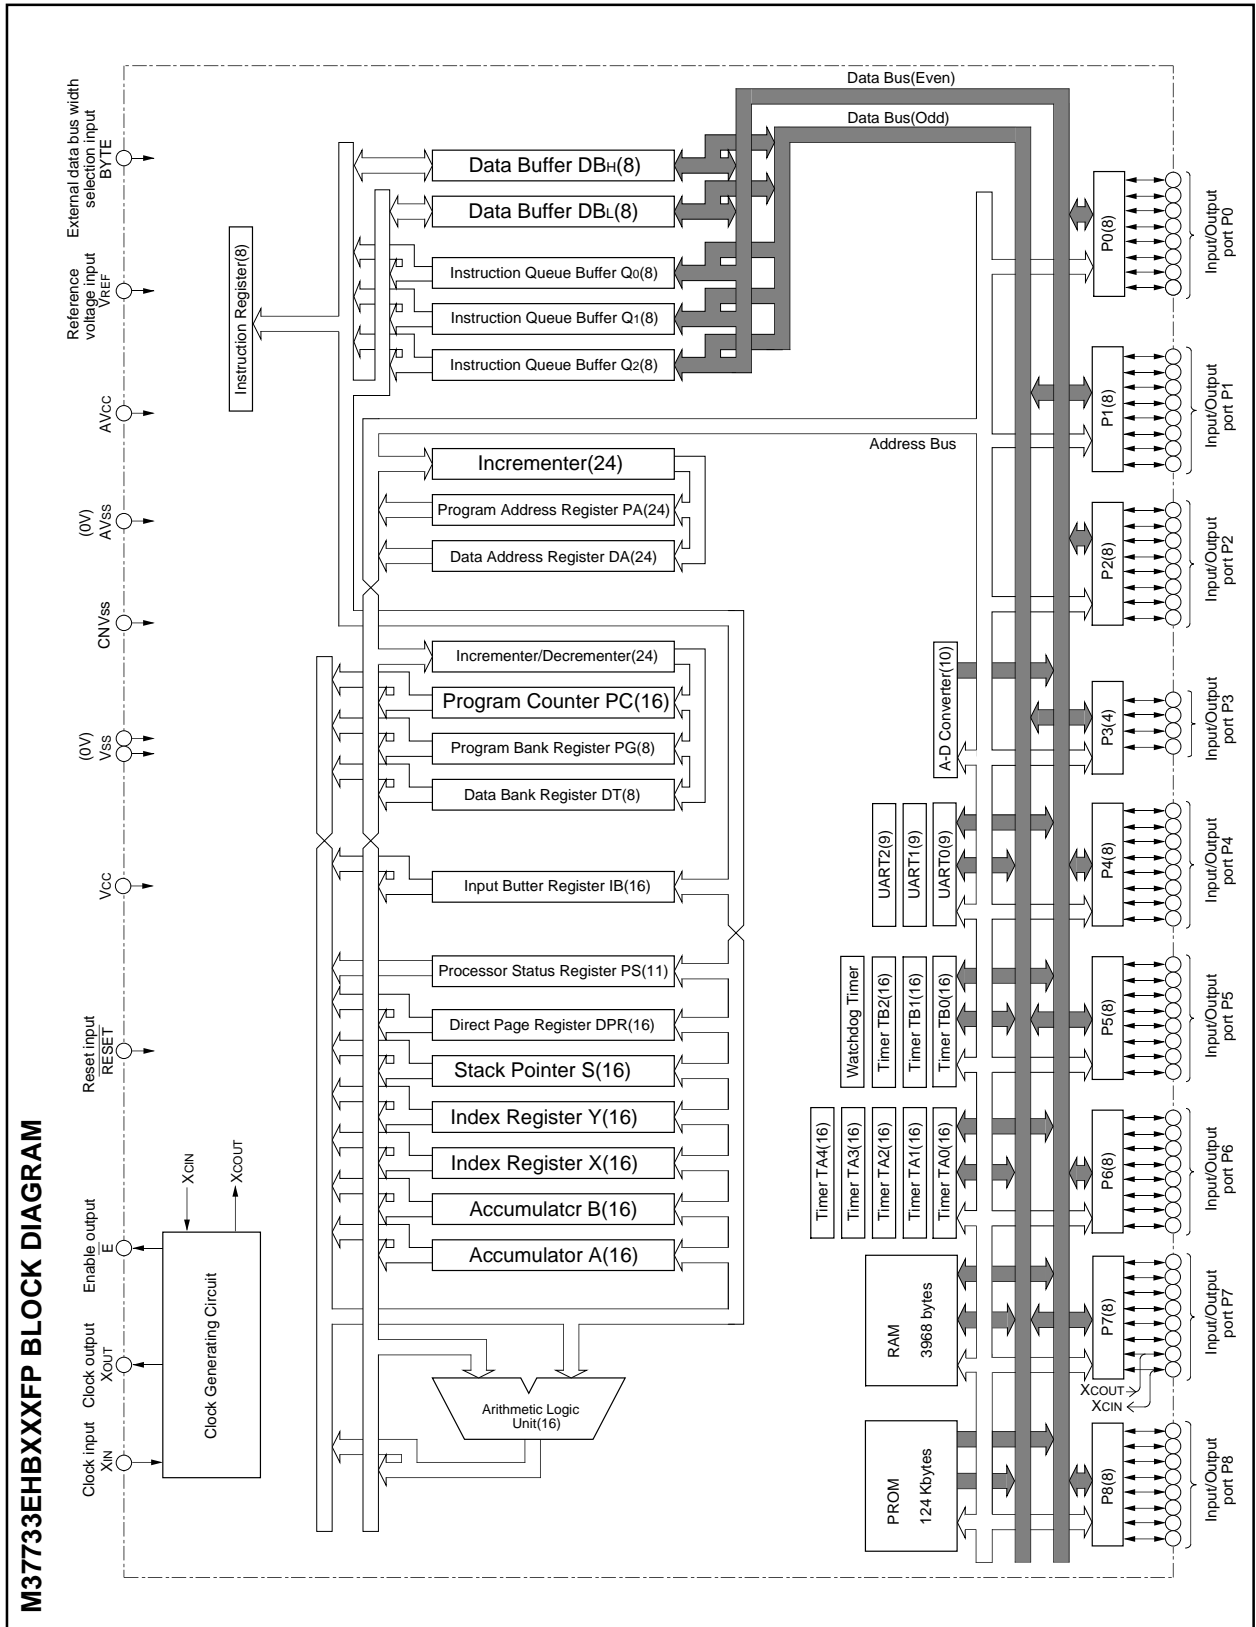 M37733EHBXXXFP BLOCK DIAGRAM
External data bus width
selection input
BYTE
Reference
voltage input
VREF
AVcc
(0V)
AVss
CNVss
(0V)
Vss
Vcc
Reset input
RESET
Enable output
E
Clock output
XOUT
Clock input
XIN
XCIN
XCOUT
Clock Generating Circuit
Instruction Register(8)
Data Bus(Even)
Data Bus(Odd)
Data Buffer DBH(8)
Data Buffer DBL(8)
Instruction Queue Buffer Q0(8)
Instruction Queue Buffer Q1(8)
Instruction Queue Buffer Q2(8)
Address Bus
Incrementer(24)
Program Address Register PA(24)
Data Address Register DA(24)
Incrementer/Decrementer(24)
Program Counter PC(16)
Program Bank Register PG(8)
Data Bank Register DT(8)
Input Butter Register IB(16)
Processor Status Register PS(11)
Direct Page Register DPR(16)
Stack Pointer S(16)
Index Register Y(16)
Index Register X(16)
Accumulatcr B(16)
Accumulator A(16)
Arithmetic Logic
Unit(16)
A-D Converter(10)
UART2(9)
UART1(9)
UART0(9)
Watchdog Timer
Timer TB2(16)
Timer TB1(16)
Timer TB0(16)
Timer TA4(16)
Timer TA3(16)
Timer TA2(16)
Timer TA1(16)
Timer TA0(16)
RAM
3968 bytes
PROM
124 Kbytes
P0(8)
Input/Output
port P0
P1(8)
Input/Output
port P1
P2(8)
Input/Output
port P2
P3(4)
Input/Output
port P3
P4(8)
Input/Output
port P4
P5(8)
Input/Output
port P5
P6(8)
Input/Output
port P6
P7(8)
Input/Output
port P7
XCOUT
XCIN
P8(8)
Input/Output
port P8